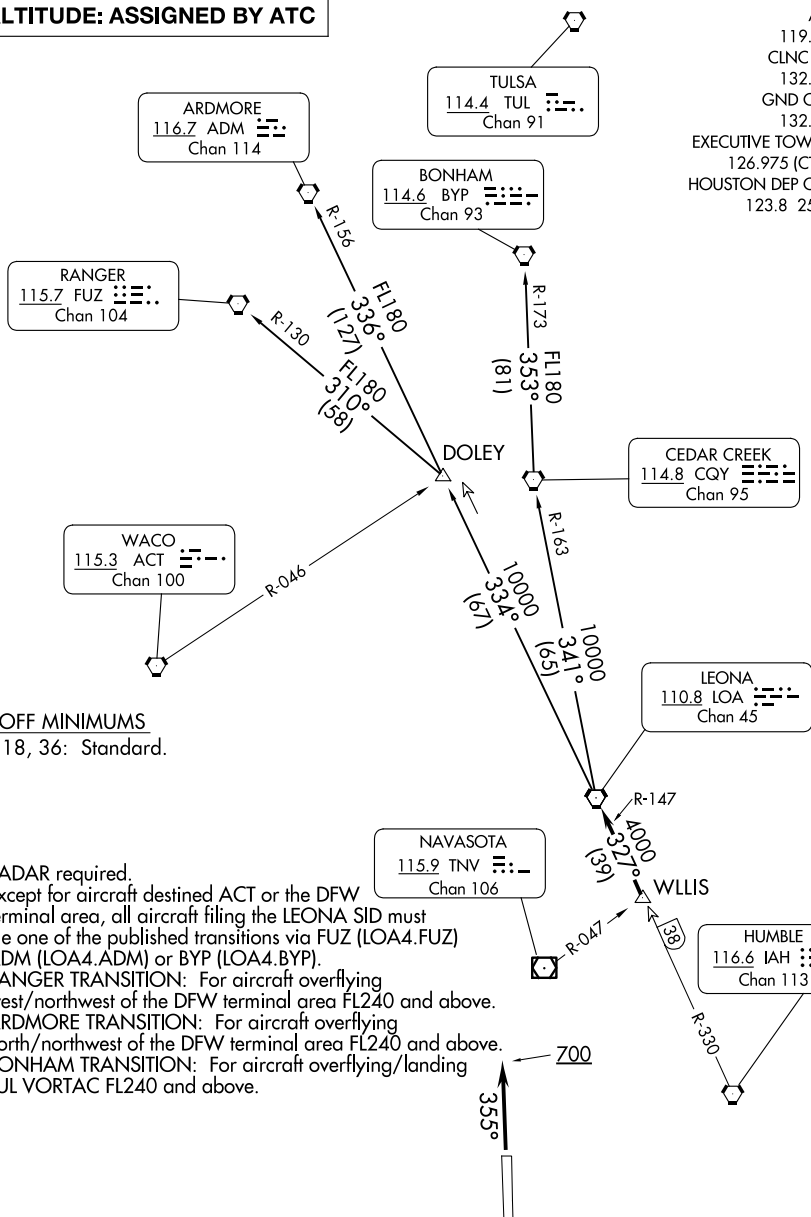 ALTITUDE: ASSIGNED BY ATC
119.
CLNC
132.
GND C
132.
EXECUTIVE TOW
126.975 (CT
HOUSTON DEP C
123.8 25
TULSA
114.4 TUL
Chan 91
ARDMORE
116.7 ADM
Chan 114
BONHAM
114.6 BYP
Chan 93
RANGER
115.7 FUZ
Chan 104
R-156
FL180
336°
(127)
R-130
FL180
310°
(58)
R-173
FL180
353°
(81)
DOLEY
CEDAR CREEK
114.8 CQY
Chan 95
R-163
WACO
115.3 ACT
Chan 100
R-046
10000
334°
(67)
10000
341°
(65)
LEONA
110.8 LOA
Chan 45
OFF MINIMUMS
18, 36: Standard.
R-147
4000
327°
(39)
WLLIS
NAVASOTA
115.9 TNV
Chan 106
R-047
38
HUMBLE
116.6 IAH
Chan 113
R-330
ADAR required.
xcept for aircraft destined ACT or the DFW
erminal area, all aircraft filing the LEONA SID must
e one of the published transitions via FUZ (LOA4.FUZ)
DM (LOA4.ADM) or BYP (LOA4.BYP).
ANGER TRANSITION: For aircraft overflying
west/northwest of the DFW terminal area FL240 and above.
RDMORE TRANSITION: For aircraft overflying
orth/northwest of the DFW terminal area FL240 and above.
ONHAM TRANSITION: For aircraft overflying/landing
UL VORTAC FL240 and above.
700
355°